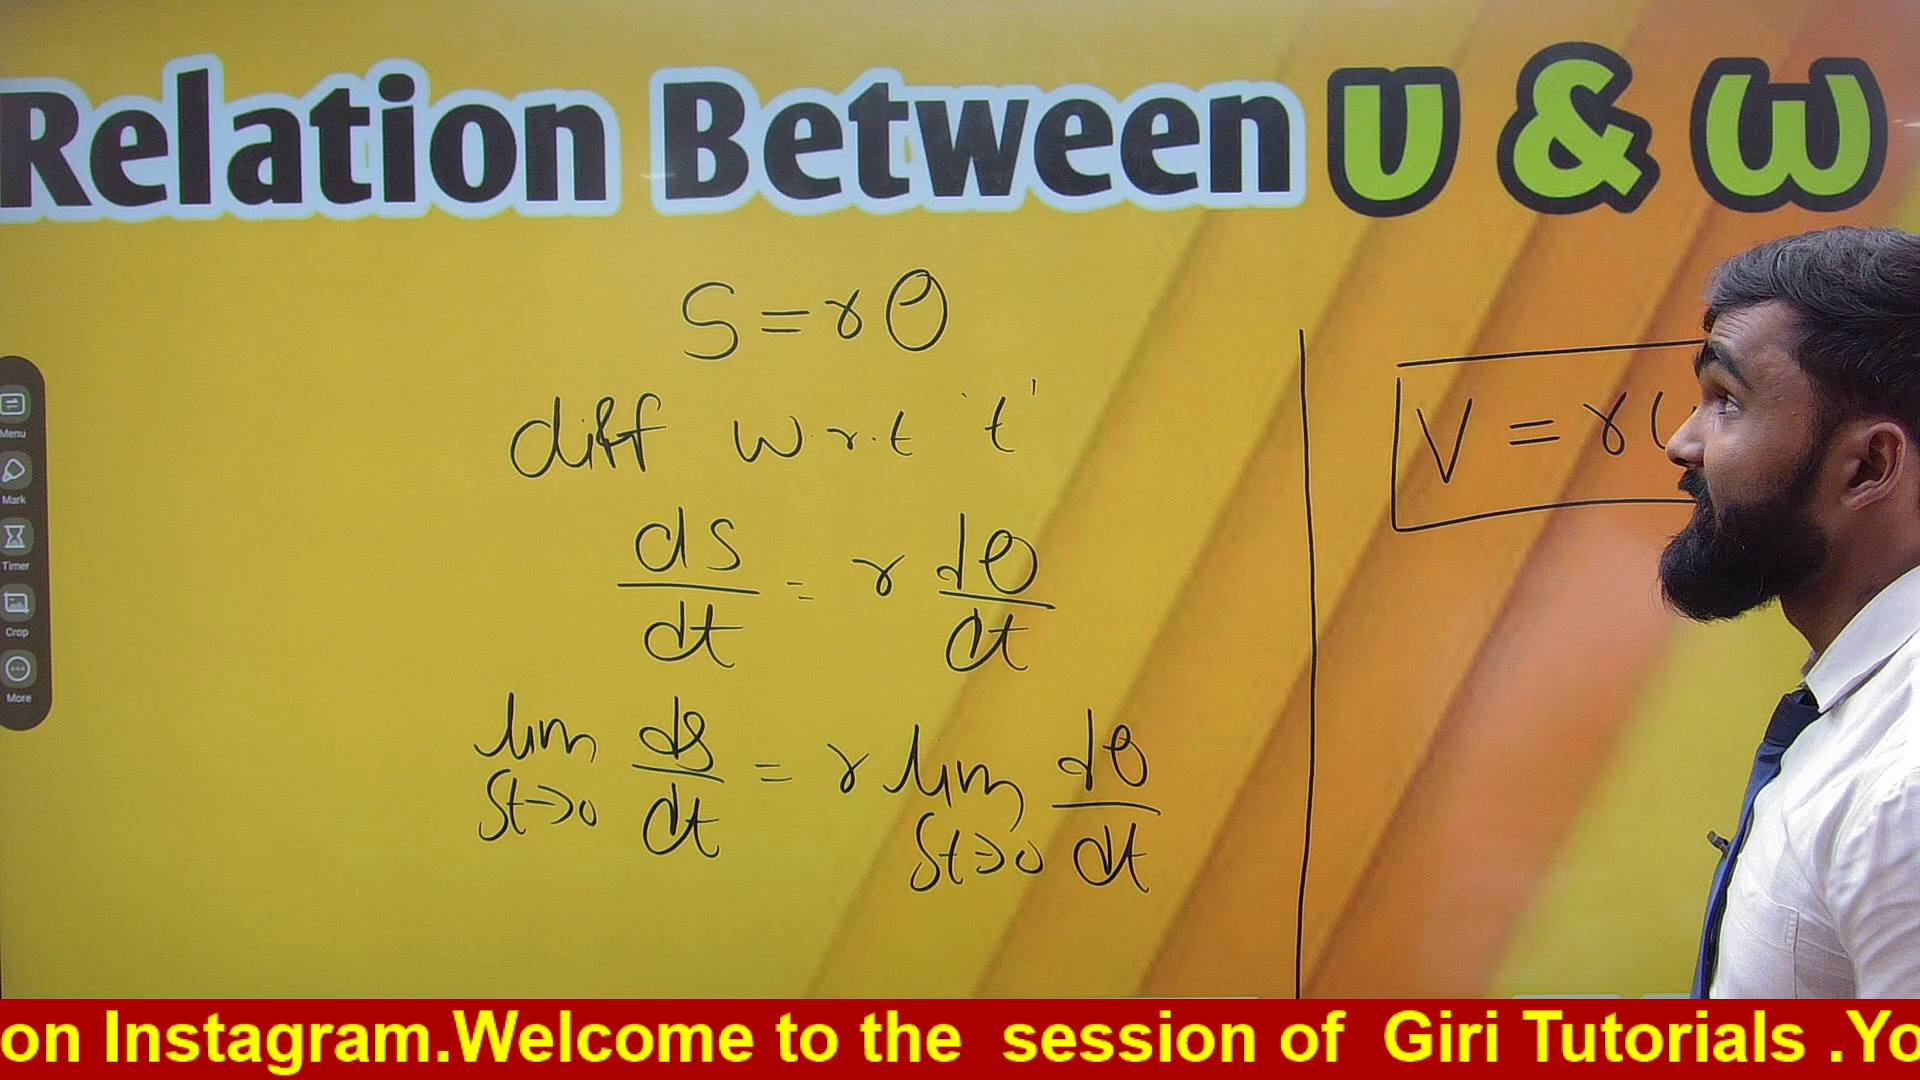 Relation Between υ & ω
S = rθ
diff w.r.t 't'
ds/dt = r dθ/dt
lim δt→0 ds/dt = r lim δt→0 dθ/dt
V = r
Menu
Mark
Timer
Crop
More
on Instagram.Welcome to the session of Giri Tutorials .Yo